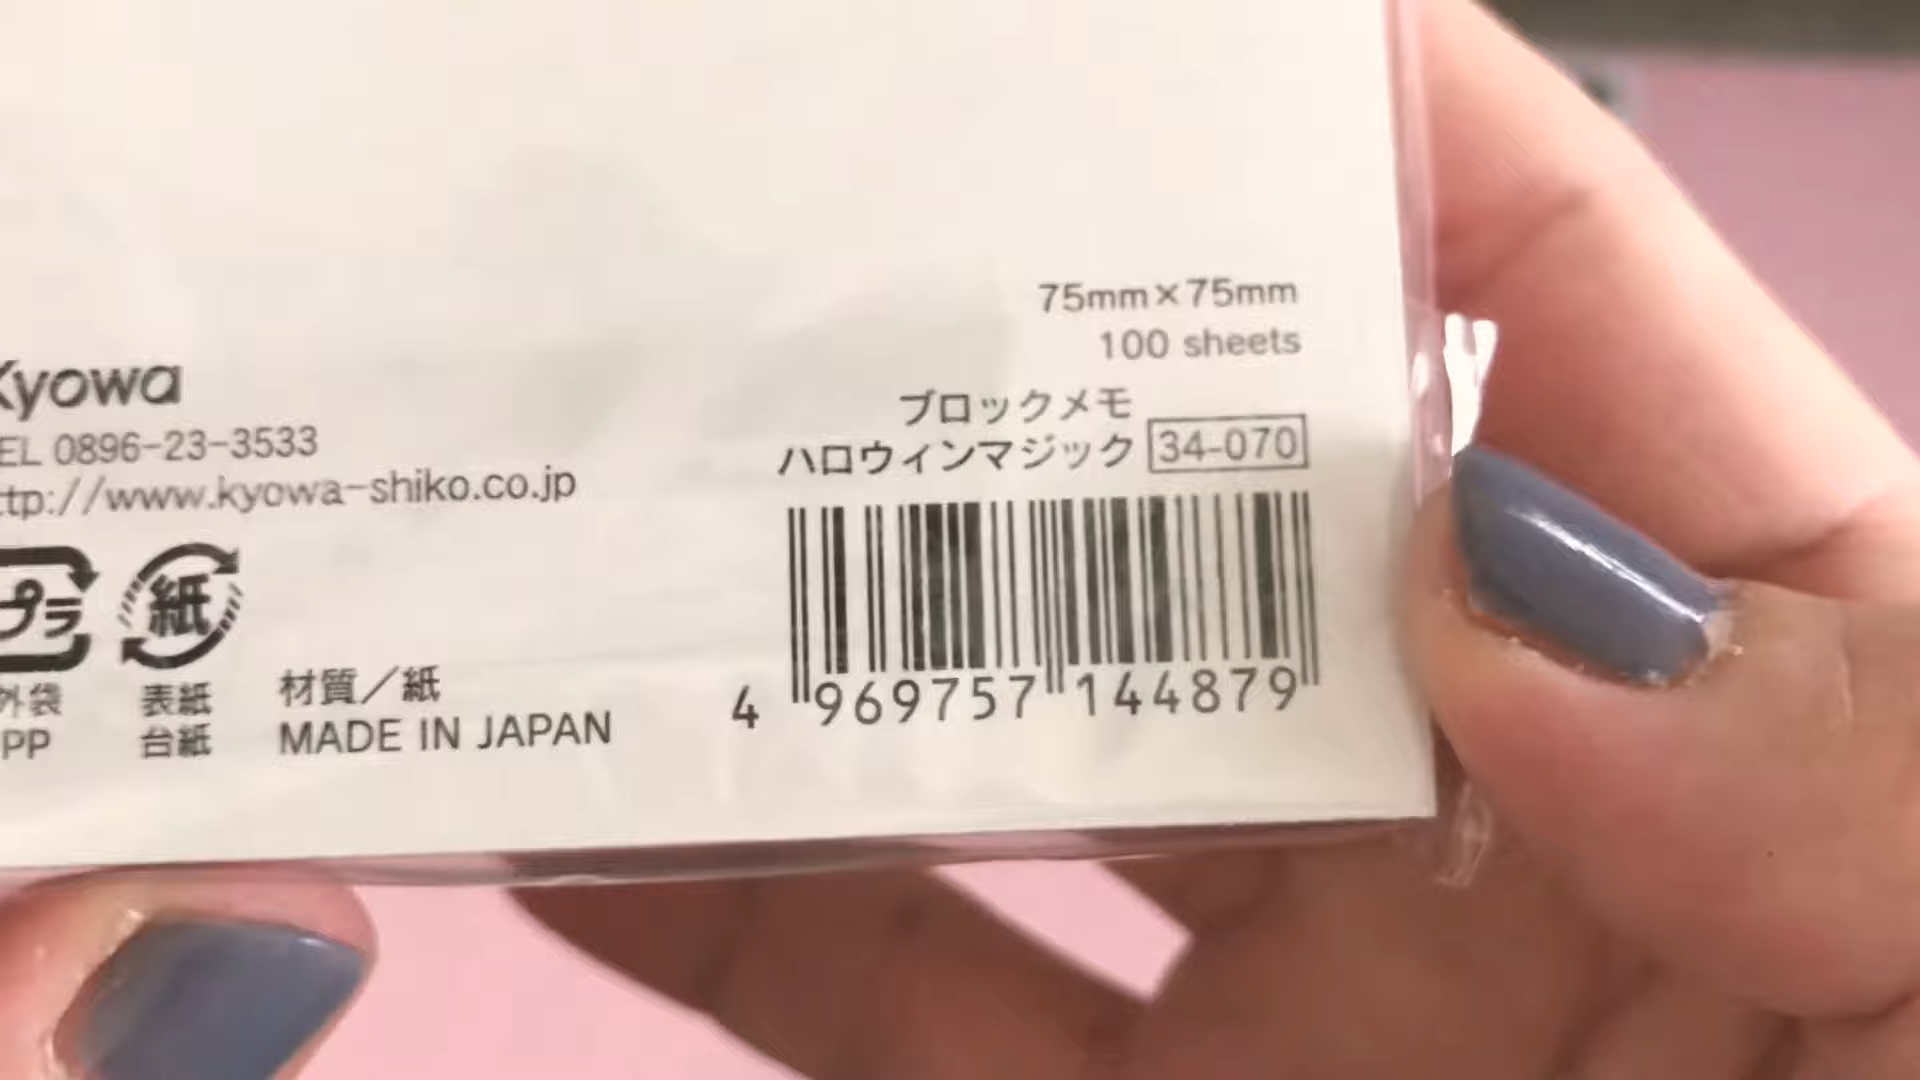 Kyowa
TEL 0896-23-3533
http://www.kyowa-shiko.co.jp
プラ
紙
外袋
PP
表紙
台紙
材質／紙
MADE IN JAPAN
75mm×75mm
100 sheets
ブロックメモ
ハロウィンマジック 34-070
4 969757 144879